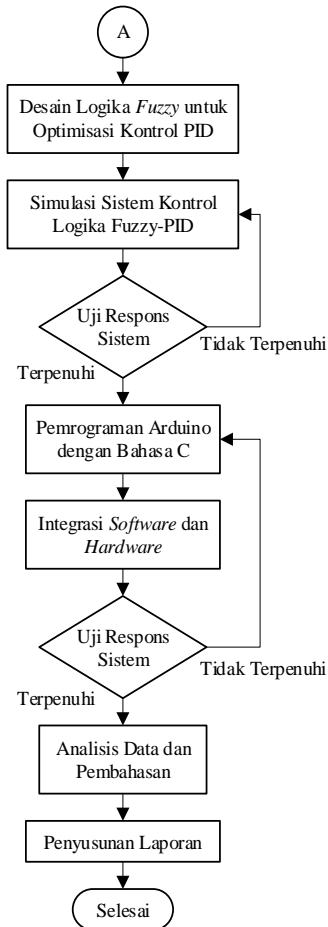 A
Desain Logika Fuzzy untuk
Optimisasi Kontrol PID
Simulasi Sistem Kontrol
Logika Fuzzy-PID
Uji Respons
Sistem
Tidak Terpenuhi
Terpenuhi
Pemrograman Arduino
dengan Bahasa C
Integrasi Software dan
Hardware
Uji Respons
Sistem
Tidak Terpenuhi
Terpenuhi
Analisis Data dan
Pembahasan
Penyusunan Laporan
Selesai